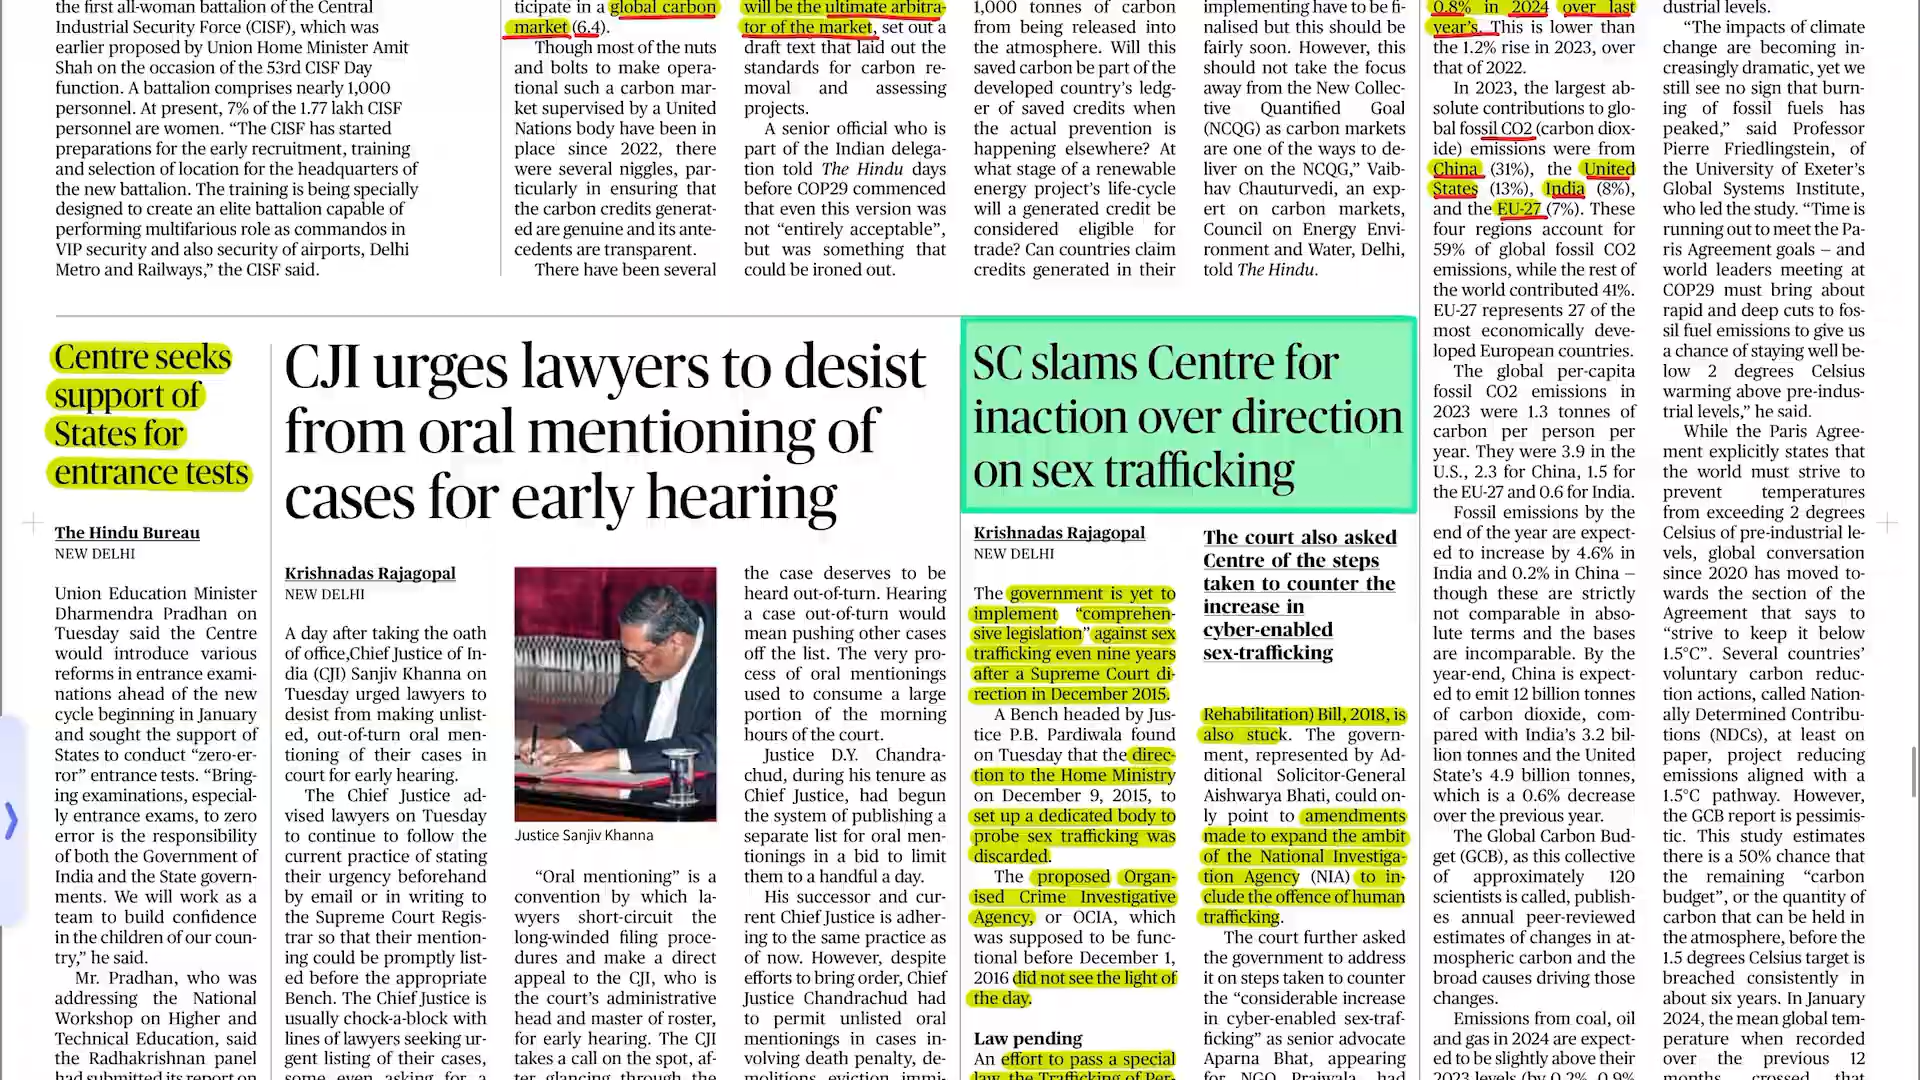 the first all-woman battalion of the Central
Industrial Security Force (CISF), which was
earlier proposed by Union Home Minister Amit
Shah on the occasion of the 53rd CISF Day
function. A battalion comprises nearly 1,000
personnel. At present, 7% of the 1.77 lakh CISF
personnel are women. “The CISF has started
preparations for the early recruitment, training
and selection of location for the headquarters of
the new battalion. The training is being specially
designed to create an elite battalion capable of
performing multifarious role as commandos in
VIP security and also security of airports, Delhi
Metro and Railways,” the CISF said.
ticipate in a global carbon
market (6.4).
Though most of the nuts
and bolts to make opera-
tional such a carbon mar-
ket supervised by a United
Nations body have been in
place since 2022, there
were several niggles, par-
ticularly in ensuring that
the carbon credits generat-
ed are genuine and its ante-
cedents are transparent.
There have been several
will be the ultimate arbitra-
tor of the market, set out a
draft text that laid out the
standards for carbon re-
moval and assessing
projects.
A senior official who is
part of the Indian delega-
tion told The Hindu days
before COP29 commenced
that even this version was
not “entirely acceptable”,
but was something that
could be ironed out.
1,000 tonnes of carbon
from being released into
the atmosphere. Will this
saved carbon be part of the
developed country’s ledg-
er of saved credits when
the actual prevention is
happening elsewhere? At
what stage of a renewable
energy project’s life-cycle
will a generated credit be
considered eligible for
trade? Can countries claim
credits generated in their
implementing have to be fi-
nalised but this should be
fairly soon. However, this
should not take the focus
away from the New Collec-
tive Quantified Goal
(NCQG) as carbon markets
are one of the ways to de-
liver on the NCQG,” Vaib-
hav Chauturvedi, an exp-
ert on carbon markets,
Council on Energy Envi-
ronment and Water, Delhi,
told The Hindu.
Centre seeks
support of
States for
entrance tests
The Hindu Bureau
NEW DELHI
Union Education Minister
Dharmendra Pradhan on
Tuesday said the Centre
would introduce various
reforms in entrance exami-
nations ahead of the new
cycle beginning in January
and sought the support of
States to conduct “zero-er-
ror” entrance tests. “Bring-
ing examinations, especial-
ly entrance exams, to zero
error is the responsibility
of both the Government of
India and the State govern-
ments. We will work as a
team to build confidence
in the children of our coun-
try,” he said.
Mr. Pradhan, who was
addressing the National
Workshop on Higher and
Technical Education, said
the Radhakrishnan panel
had submitted its report on
CJI urges lawyers to desist
from oral mentioning of
cases for early hearing
Krishnadas Rajagopal
NEW DELHI
A day after taking the oath
of office,Chief Justice of In-
dia (CJI) Sanjiv Khanna on
Tuesday urged lawyers to
desist from making unlist-
ed, out-of-turn oral men-
tioning of their cases in
court for early hearing.
The Chief Justice ad-
vised lawyers on Tuesday
to continue to follow the
current practice of stating
their urgency beforehand
by email or in writing to
the Supreme Court Regis-
trar so that their mention-
ing could be promptly list-
ed before the appropriate
Bench. The Chief Justice is
usually chock-a-block with
lines of lawyers seeking ur-
gent listing of their cases,
some even asking for a
Justice Sanjiv Khanna
“Oral mentioning” is a
convention by which law-
yers short-circuit the
long-winded filing proce-
dures and make a direct
appeal to the CJI, who is
the court’s administrative
head and master of roster,
for early hearing. The CJI
takes a call on the spot, af-
ter glancing through the
the case deserves to be
heard out-of-turn. Hearing
a case out-of-turn would
mean pushing other cases
off the list. The very pro-
cess of oral mentionings
used to consume a large
portion of the morning
hours of the court.
Justice D.Y. Chandra-
chud, during his tenure as
Chief Justice, had begun
the system of publishing a
separate list for oral men-
tionings in a bid to limit
them to a handful a day.
His successor and cur-
rent Chief Justice is adher-
ing to the same practice as
of now. However, despite
efforts to bring order, Chief
Justice Chandrachud had
to permit unlisted oral
mentionings in cases in-
volving death penalty, de-
molitions, eviction, immi-
SC slams Centre for
inaction over direction
on sex trafficking
Krishnadas Rajagopal
NEW DELHI
The government is yet to
implement “comprehen-
sive legislation” against sex
trafficking even nine years
after a Supreme Court di-
rection in December 2015.
A Bench headed by Jus-
tice P.B. Pardiwala found
on Tuesday that the direc-
tion to the Home Ministry
on December 9, 2015, to
set up a dedicated body to
probe sex trafficking was
discarded.
The proposed Organ-
ised Crime Investigative
Agency, or OCIA, which
was supposed to be func-
tional before December 1,
2016 did not see the light of
the day.
Law pending
An effort to pass a special
law, the Trafficking of Per-
The court also asked
Centre of the steps
taken to counter the
increase in
cyber-enabled
sex-trafficking
Rehabilitation) Bill, 2018, is
also stuck. The govern-
ment, represented by Ad-
ditional Solicitor-General
Aishwarya Bhati, could on-
ly point to amendments
made to expand the ambit
of the National Investiga-
tion Agency (NIA) to in-
clude the offence of human
trafficking.
The court further asked
the government to address
it on steps taken to counter
the “considerable increase
in cyber-enabled sex-traf-
ficking” as senior advocate
Aparna Bhat, appearing
for NGO Prajwala, had
0.8% in 2024 over last
year’s. This is lower than
the 1.2% rise in 2023, over
that of 2022.
In 2023, the largest ab-
solute contributions to glo-
bal fossil CO2 (carbon diox-
ide) emissions were from
China (31%), the United
States (13%), India (8%),
and the EU-27 (7%). These
four regions account for
59% of global fossil CO2
emissions, while the rest of
the world contributed 41%.
EU-27 represents 27 of the
most economically deve-
loped European countries.
The global per-capita
fossil CO2 emissions in
2023 were 1.3 tonnes of
carbon per person per
year. They were 3.9 in the
U.S., 2.3 for China, 1.5 for
the EU-27 and 0.6 for India.
Fossil emissions by the
end of the year are expect-
ed to increase by 4.6% in
India and 0.2% in China –
though these are strictly
not comparable in abso-
lute terms and the bases
are incomparable. By the
year-end, China is expect-
ed to emit 12 billion tonnes
of carbon dioxide, com-
pared with India’s 3.2 bil-
lion tonnes and the United
State’s 4.9 billion tonnes,
which is a 0.6% decrease
over the previous year.
The Global Carbon Bud-
get (GCB), as this collective
of approximately 120
scientists is called, publish-
es annual peer-reviewed
estimates of changes in at-
mospheric carbon and the
broad causes driving those
changes.
Emissions from coal, oil
and gas in 2024 are expect-
ed to be slightly above their
2023 levels (by 0.2%, 0.9%
dustrial levels.
“The impacts of climate
change are becoming in-
creasingly dramatic, yet we
still see no sign that burn-
ing of fossil fuels has
peaked,” said Professor
Pierre Friedlingstein, of
the University of Exeter’s
Global Systems Institute,
who led the study. “Time is
running out to meet the Pa-
ris Agreement goals – and
world leaders meeting at
COP29 must bring about
rapid and deep cuts to fos-
sil fuel emissions to give us
a chance of staying well be-
low 2 degrees Celsius
warming above pre-indus-
trial levels,” he said.
While the Paris Agree-
ment explicitly states that
the world must strive to
prevent temperatures
from exceeding 2 degrees
Celsius of pre-industrial le-
vels, global conversation
since 2020 has moved to-
wards the section of the
Agreement that says to
“strive to keep it below
1.5°C”. Several countries’
voluntary carbon reduc-
tion actions, called Nation-
ally Determined Contribu-
tions (NDCs), at least on
paper, project reducing
emissions aligned with a
1.5°C pathway. However,
the GCB report is pessimis-
tic. This study estimates
there is a 50% chance that
the remaining “carbon
budget”, or the quantity of
carbon that can be held in
the atmosphere, before the
1.5 degrees Celsius target is
breached consistently in
about six years. In January
2024, the mean global tem-
perature when recorded
over the previous 12
months, crossed that